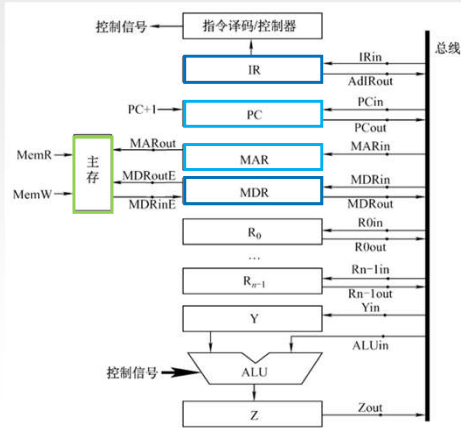 控制信号
指令译码/控制器
总线
IR
IRin
AdIRout
PC+1
PC
PCin
PCout
MemR
MemW
主存
MARout
MAR
MARin
MDRoutE
MDRinE
MDR
MDRin
MDRout
R0
R0in
R0out
…
Rn−1
Rn-1in
Rn-1out
Y
Yin
ALUin
控制信号
ALU
Z
Zout